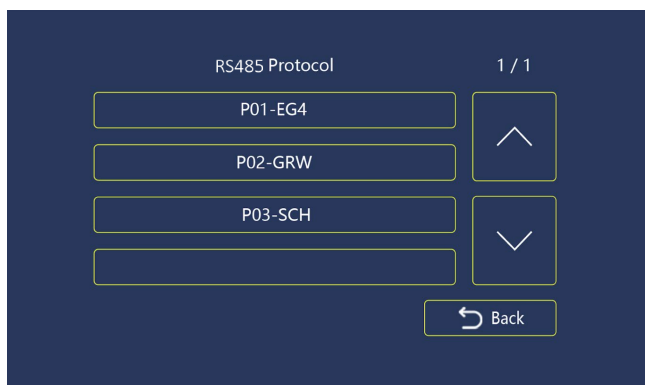 RS485 Protocol
1 / 1
P01-EG4
P02-GRW
P03-SCH
Back